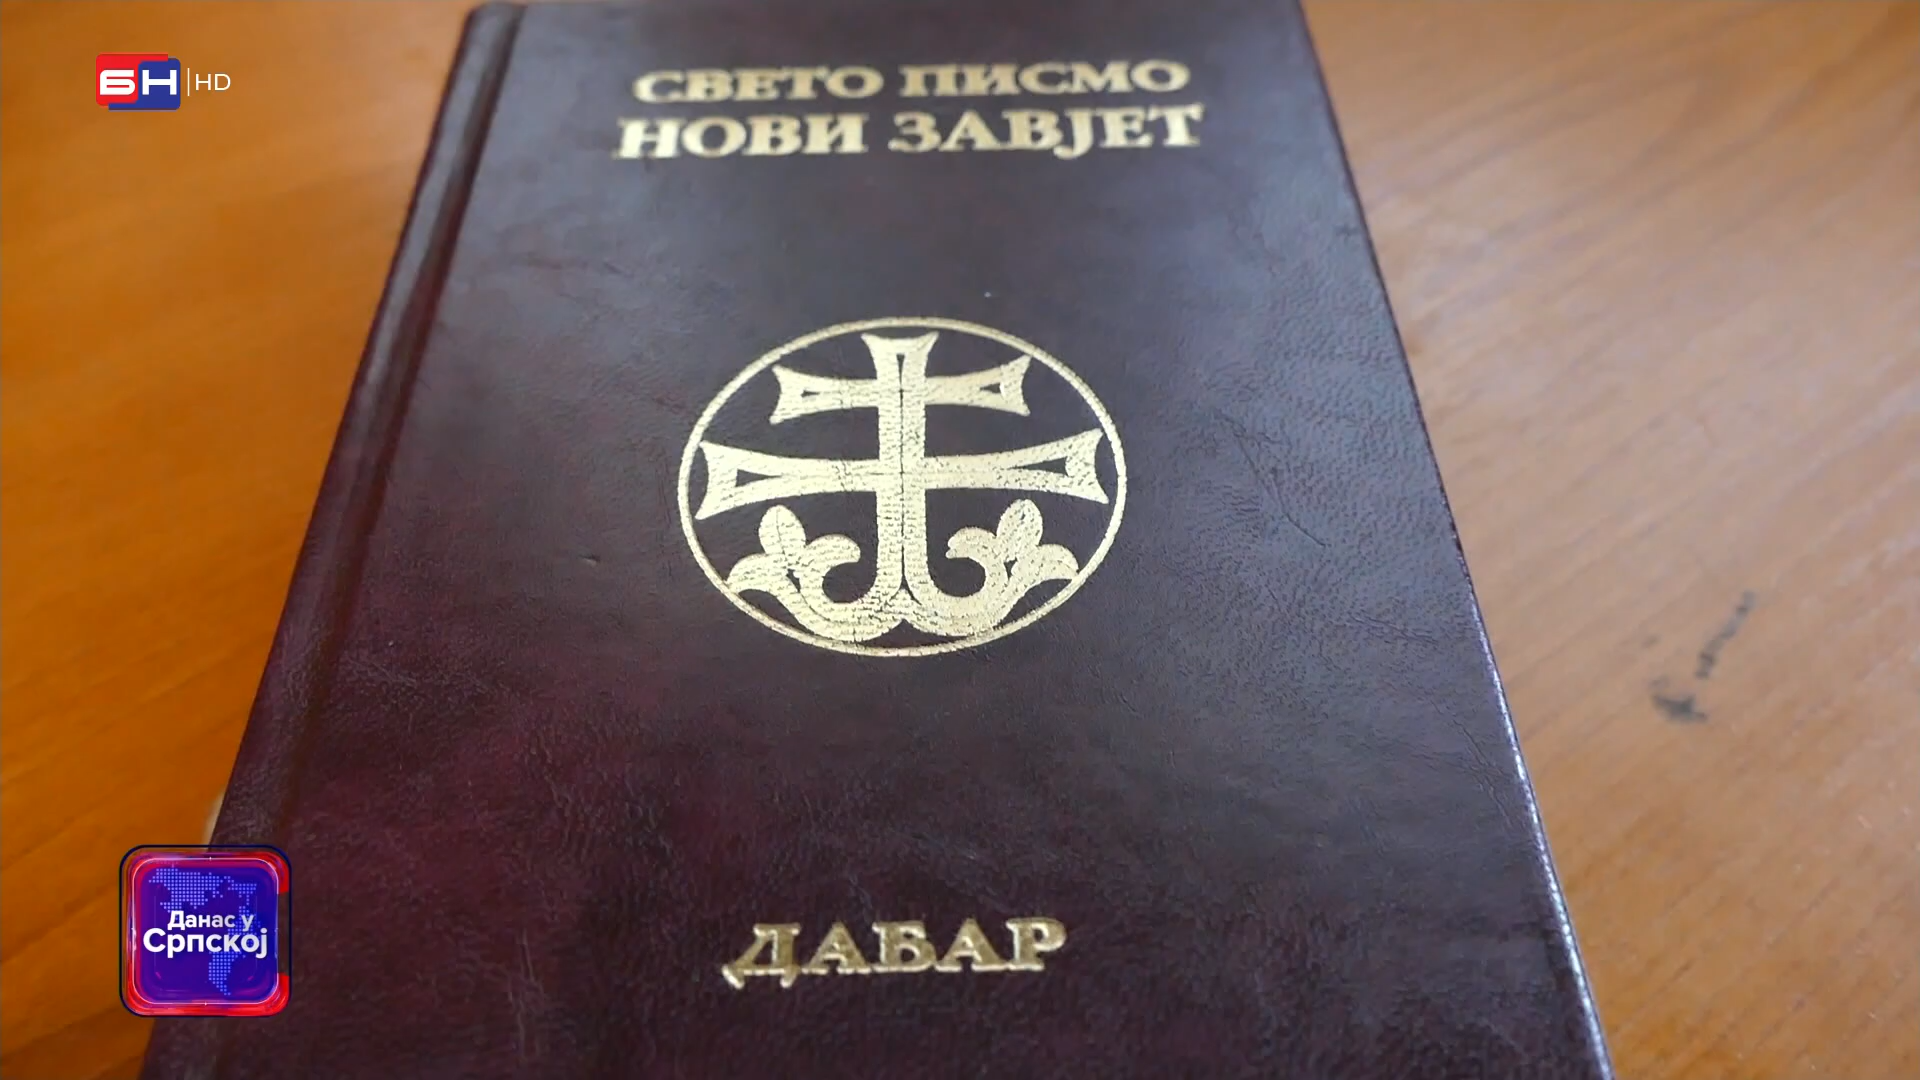 БН HD
СВЕТО ПИСМО
НОВИ ЗАВЈЕТ
ДАБАР
Данас у
Српској